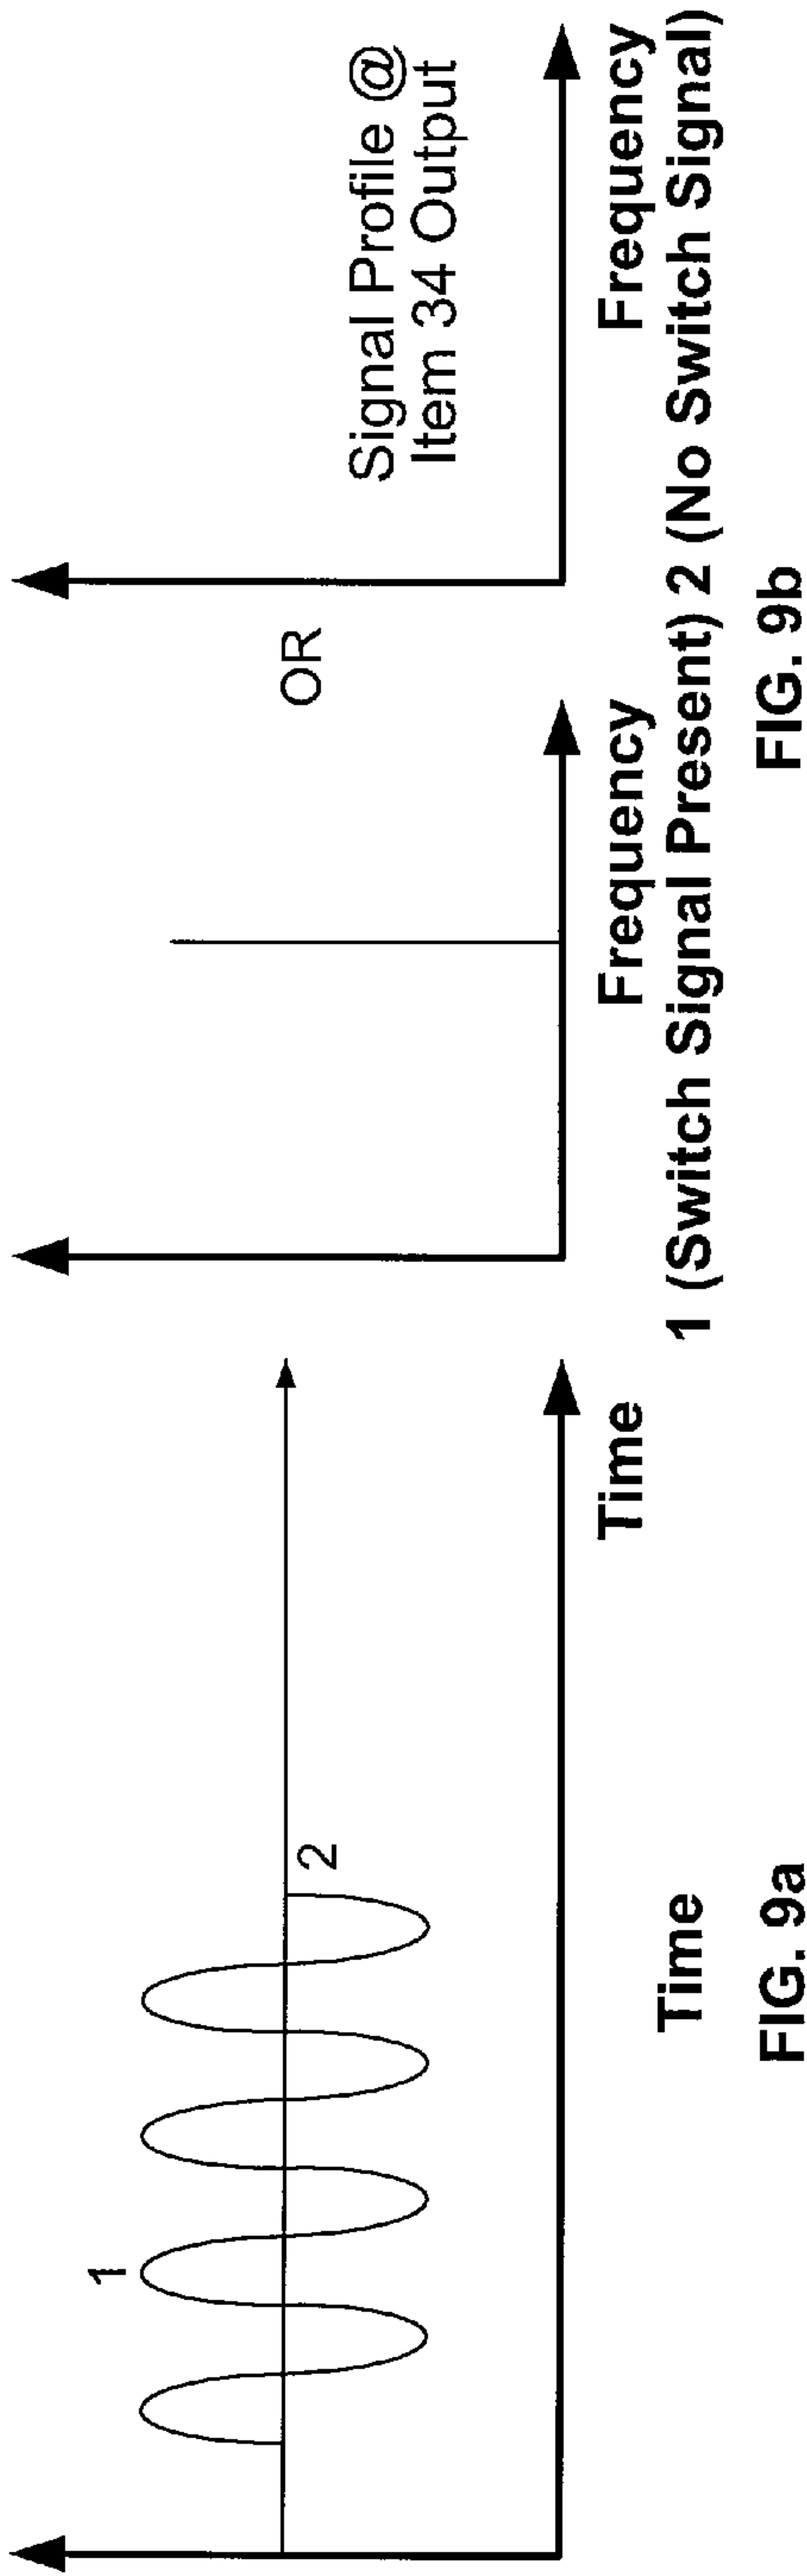 1
2
Time
Time
FIG. 9a
OR
Signal Profile @
Item 34 Output
Frequency
Frequency
1 (Switch Signal Present) 2 (No Switch Signal)
FIG. 9b